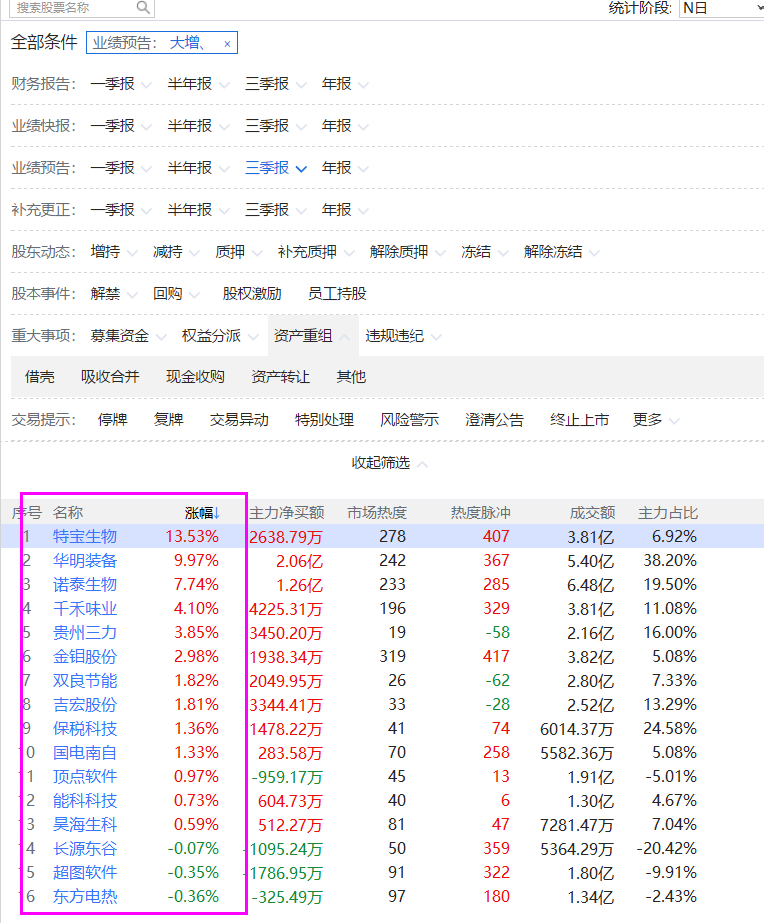 搜索股票名称 统计阶段: N日
全部条件 业绩预告： 大增、 ×
财务报告： 一季报 半年报 三季报 年报
业绩快报： 一季报 半年报 三季报 年报
业绩预告： 一季报 半年报 三季报 年报
补充更正： 一季报 半年报 三季报 年报
股东动态： 增持 减持 质押 补充质押 解除质押 冻结 解除冻结
股本事件： 解禁 回购 股权激励 员工持股
重大事项： 募集资金 权益分派 资产重组 违规违纪
借壳 吸收合并 现金收购 资产转让 其他
交易提示： 停牌 复牌 交易异动 特别处理 风险警示 澄清公告 终止上市 更多
收起筛选
序号 名称 涨幅↓ 主力净买额 市场热度 热度脉冲 成交额 主力占比
1 特宝生物 13.53% 2638.79万 278 407 3.81亿 6.92%
2 华明装备 9.97% 2.06亿 242 367 5.40亿 38.20%
3 诺泰生物 7.74% 1.26亿 233 285 6.48亿 19.50%
4 千禾味业 4.10% 4225.31万 196 329 3.81亿 11.08%
5 贵州三力 3.85% 3450.20万 19 -58 2.16亿 16.00%
6 金钼股份 2.98% 1938.34万 319 417 3.82亿 5.08%
7 双良节能 1.82% 2049.95万 26 -62 2.80亿 7.33%
8 吉宏股份 1.81% 3344.41万 33 -28 2.52亿 13.29%
9 保税科技 1.36% 1478.22万 41 74 6014.37万 24.58%
10 国电南自 1.33% 283.58万 70 258 5582.36万 5.08%
11 顶点软件 0.97% -959.17万 45 13 1.91亿 -5.01%
12 能科科技 0.73% 604.73万 40 6 1.30亿 4.67%
13 昊海生科 0.59% 512.27万 81 47 7281.47万 7.04%
14 长源东谷 -0.07% -1095.24万 50 359 5364.29万 -20.42%
15 超图软件 -0.35% -1786.95万 91 322 1.80亿 -9.91%
16 东方电热 -0.36% -325.49万 97 180 1.34亿 -2.43%